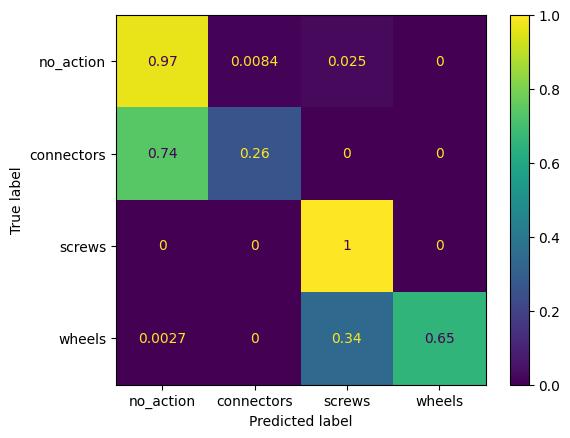 True label
no_action 0.97 0.0084 0.025 0
connectors 0.74 0.26 0 0
screws 0 0 1 0
wheels 0.0027 0 0.34 0.65
no_action connectors screws wheels
Predicted label
1.0
0.8
0.6
0.4
0.2
0.0